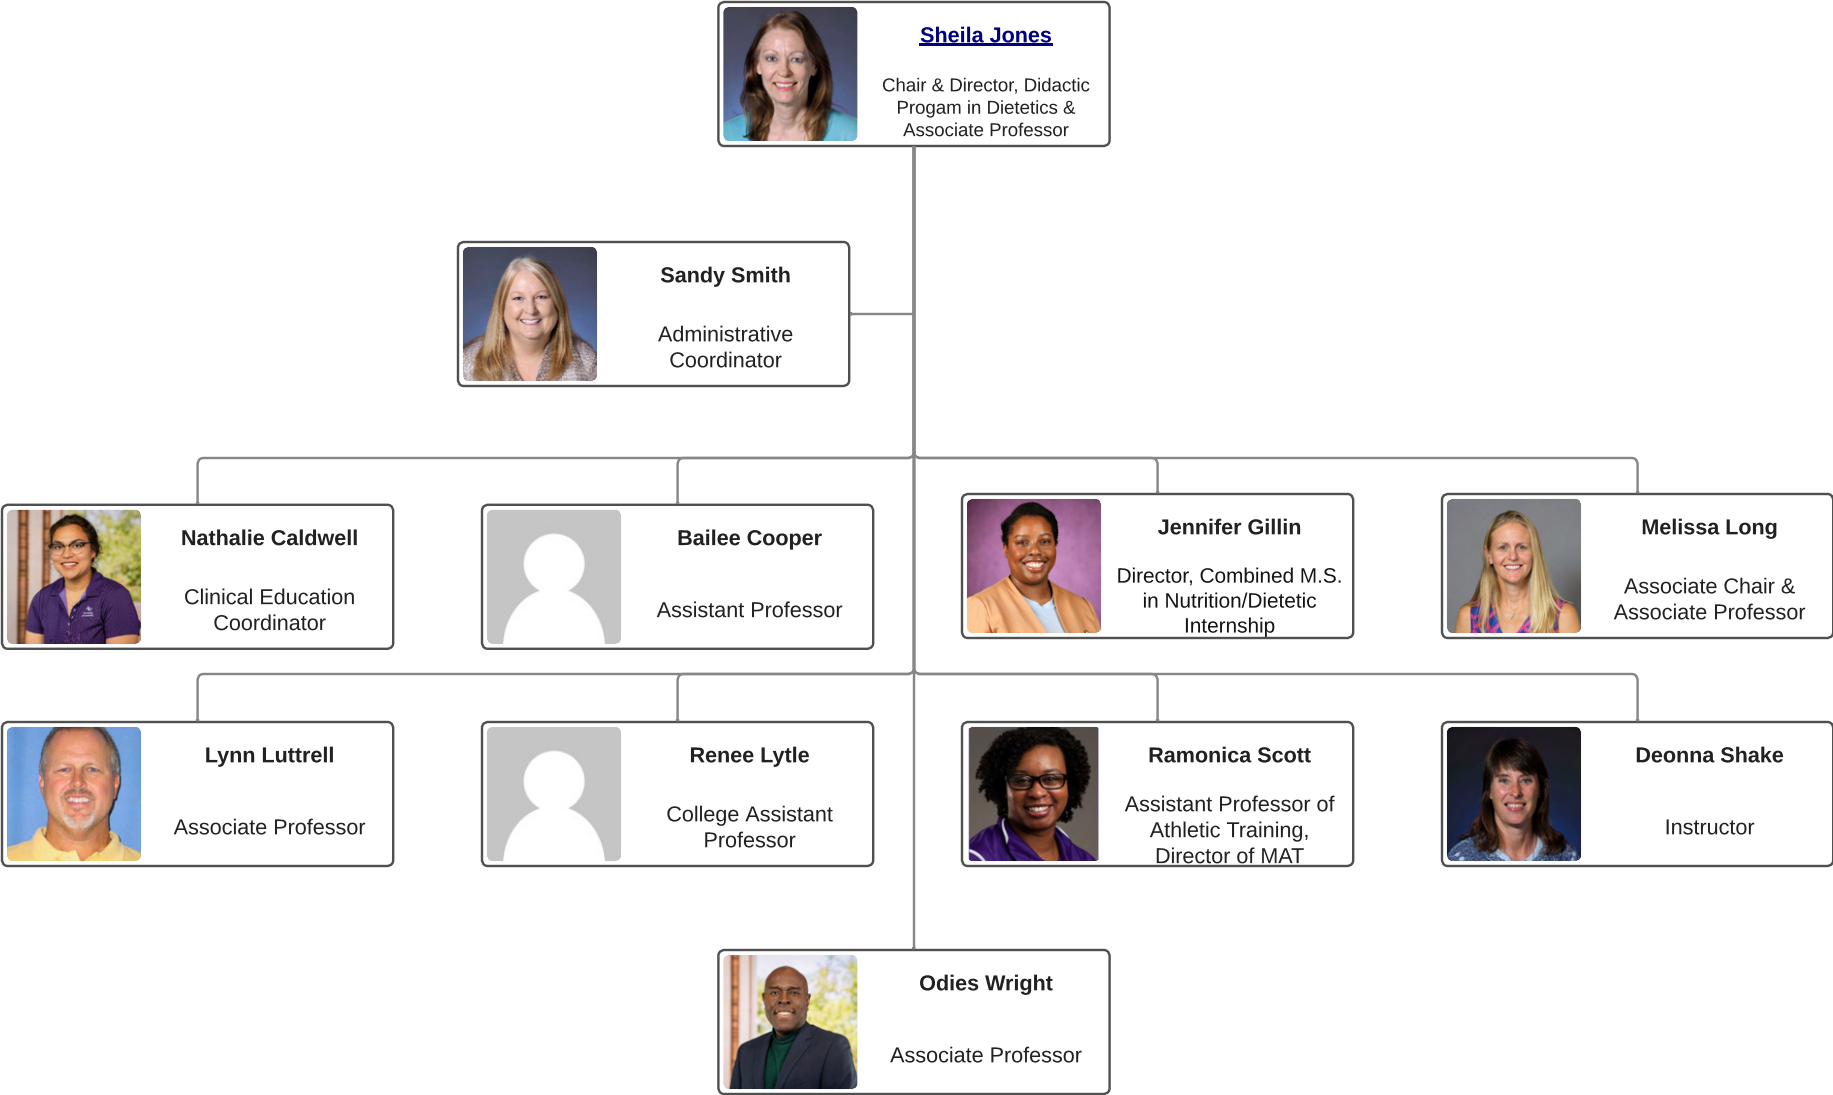 Sheila Jones
Chair & Director, Didactic
Progam in Dietetics &
Associate Professor
Sandy Smith
Administrative
Coordinator
Nathalie Caldwell
Clinical Education
Coordinator
Bailee Cooper
Assistant Professor
Jennifer Gillin
Director, Combined M.S.
in Nutrition/Dietetic
Internship
Melissa Long
Associate Chair &
Associate Professor
Lynn Luttrell
Associate Professor
Renee Lytle
College Assistant
Professor
Ramonica Scott
Assistant Professor of
Athletic Training,
Director of MAT
Deonna Shake
Instructor
Odies Wright
Associate Professor